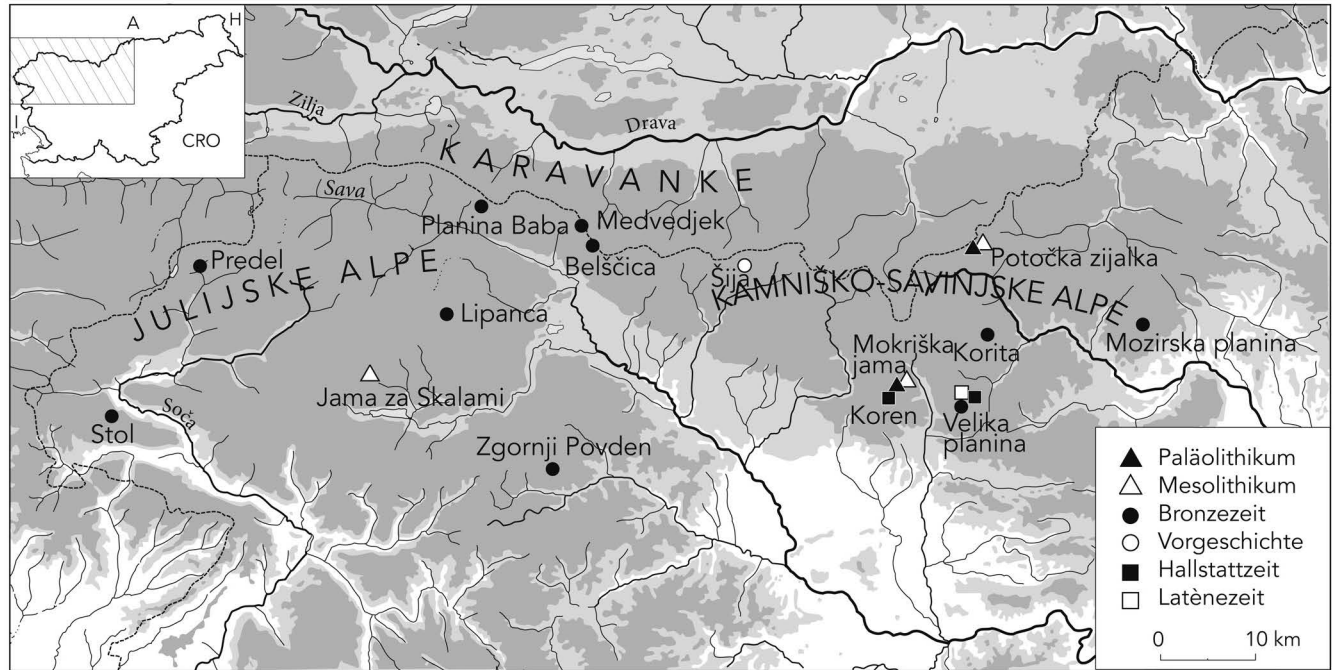 A
H
I
CRO
Zilja
Drava
KARAVANKE
Sava
Planina Baba
Medvedjek
Belščica
Predel
JULIJSKE ALPE
Šija
Potočka zijalka
KAMNIŠKO-SAVINJSKE ALPE
Lipanca
Mokriška
jama
Korita
Mozirska planina
Jama za Skalami
Koren
Velika
planina
Soča
Stol
Zgornji Povden
Paläolithikum
Mesolithikum
Bronzezeit
Vorgeschichte
Hallstattzeit
Latènezeit
0 10 km